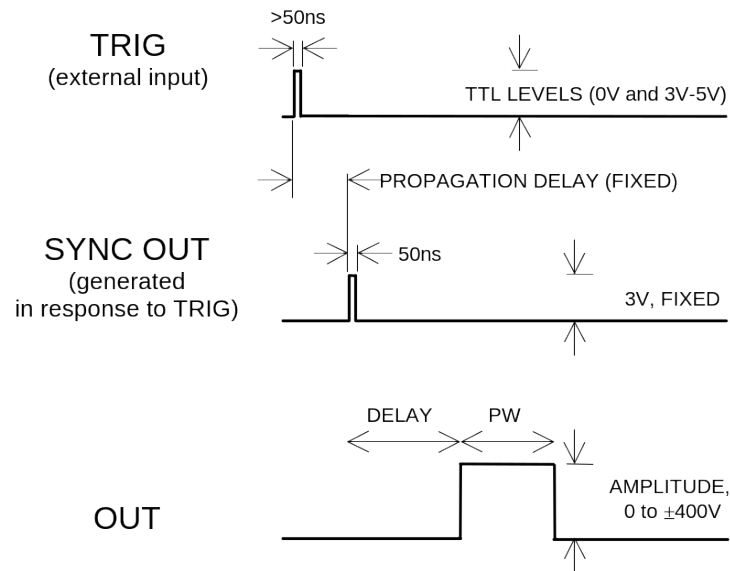 >50ns
TRIG
(external input)
TTL LEVELS (0V and 3V-5V)
PROPAGATION DELAY (FIXED)
SYNC OUT
(generated
in response to TRIG)
50ns
3V, FIXED
DELAY
PW
AMPLITUDE,
0 to ±400V
OUT